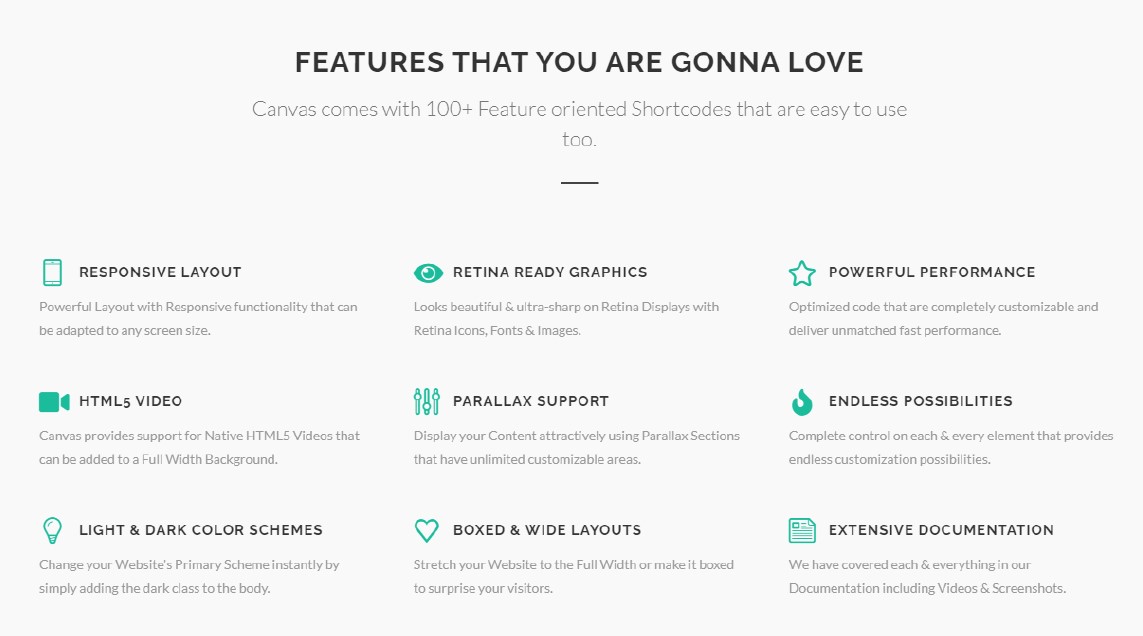 FEATURES THAT YOU ARE GONNA LOVE
Canvas comes with 100+ Feature oriented Shortcodes that are easy to use
too.
RESPONSIVE LAYOUT
Powerful Layout with Responsive functionality that can
be adapted to any screen size.
RETINA READY GRAPHICS
Looks beautiful & ultra-sharp on Retina Displays with
Retina Icons, Fonts & Images.
POWERFUL PERFORMANCE
Optimized code that are completely customizable and
deliver unmatched fast performance.
HTML5 VIDEO
Canvas provides support for Native HTML5 Videos that
can be added to a Full Width Background.
PARALLAX SUPPORT
Display your Content attractively using Parallax Sections
that have unlimited customizable areas.
ENDLESS POSSIBILITIES
Complete control on each & every element that provides
endless customization possibilities.
LIGHT & DARK COLOR SCHEMES
Change your Website's Primary Scheme instantly by
simply adding the dark class to the body.
BOXED & WIDE LAYOUTS
Stretch your Website to the Full Width or make it boxed
to surprise your visitors.
EXTENSIVE DOCUMENTATION
We have covered each & everything in our
Documentation including Videos & Screenshots.